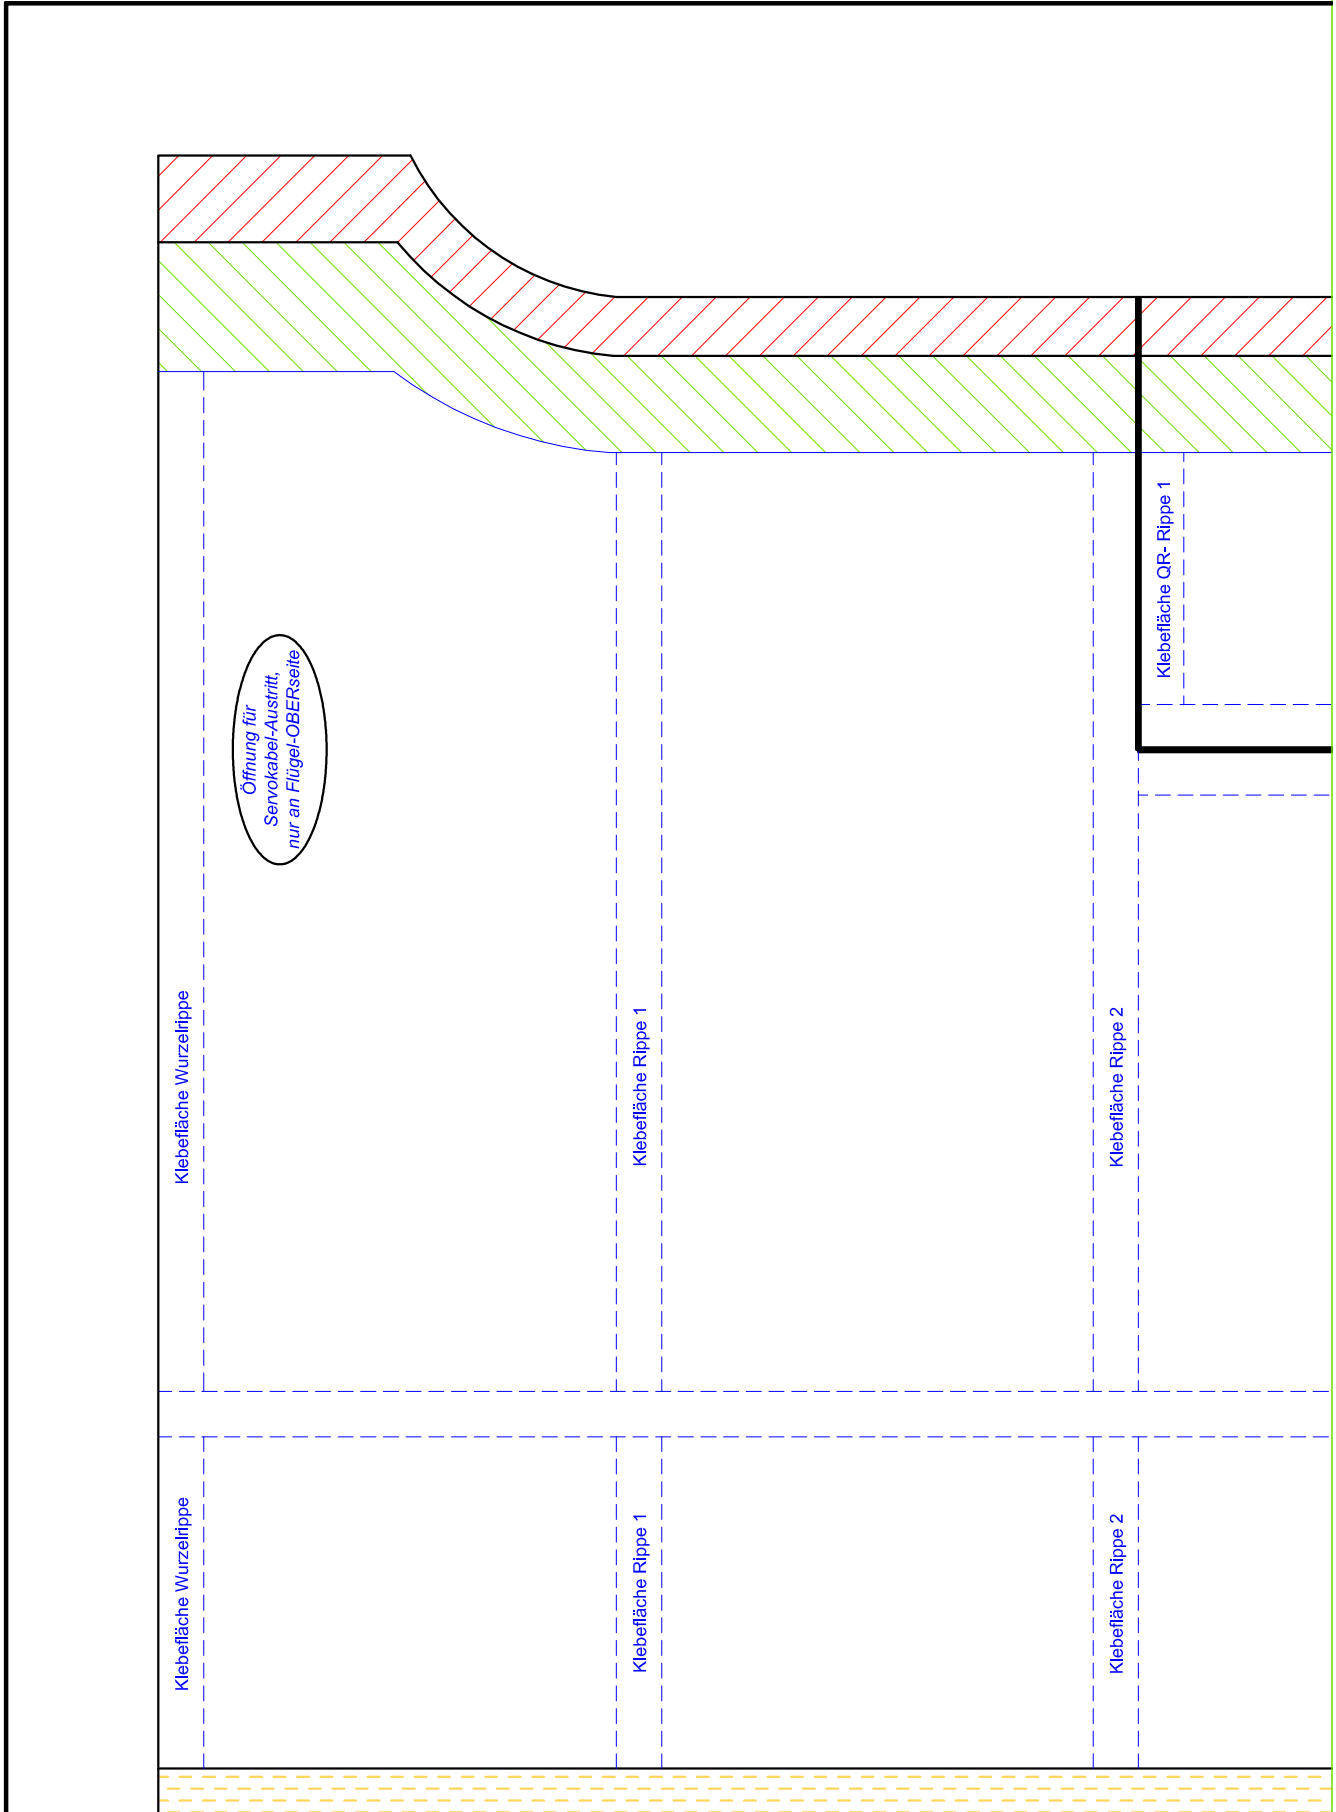 Klebefläche QR- Rippe 1
Öffnung für
Servokabel-Austritt,
nur an Flügel-OBERseite
Klebefläche Wurzelrippe
Klebefläche Rippe 1
Klebefläche Rippe 2
Klebefläche Wurzelrippe
Klebefläche Rippe 1
Klebefläche Rippe 2